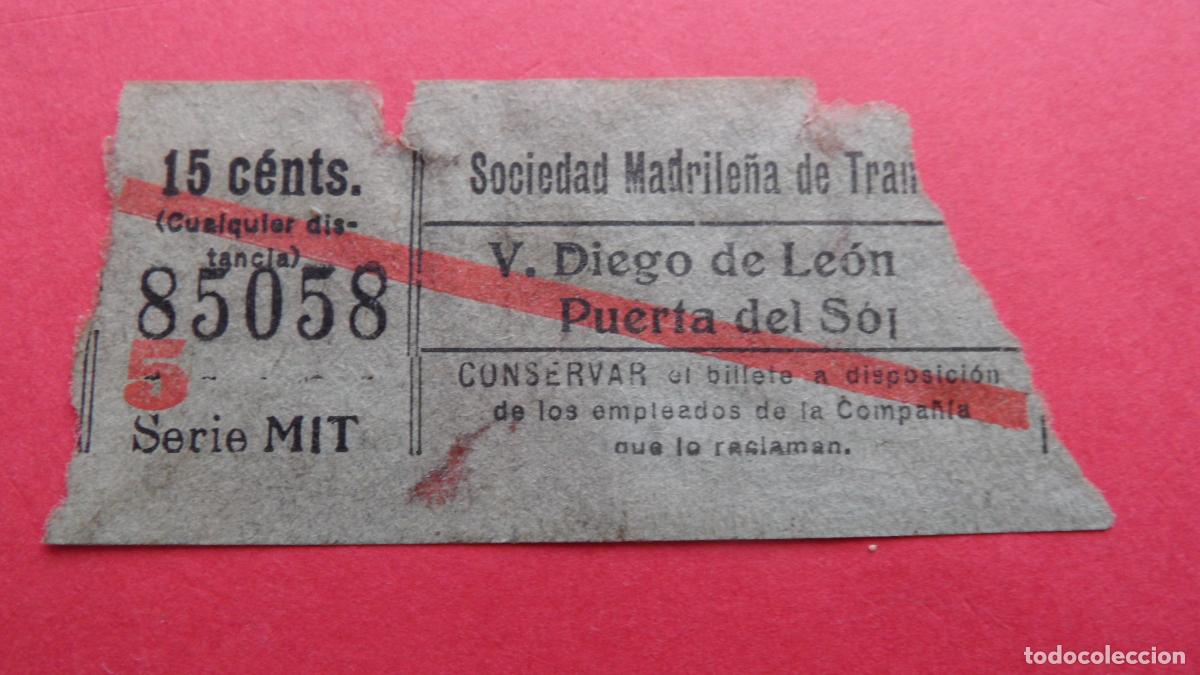 15 cénts.
(Cualquier dis-
tancia)
85058
5
Serie MIT
Sociedad Madrileña de Tran
V. Diego de León
Puerta del Sól
CONSERVAR el billete a disposición
de los empleados de la Compañía
que lo reclaman.
todocoleccion